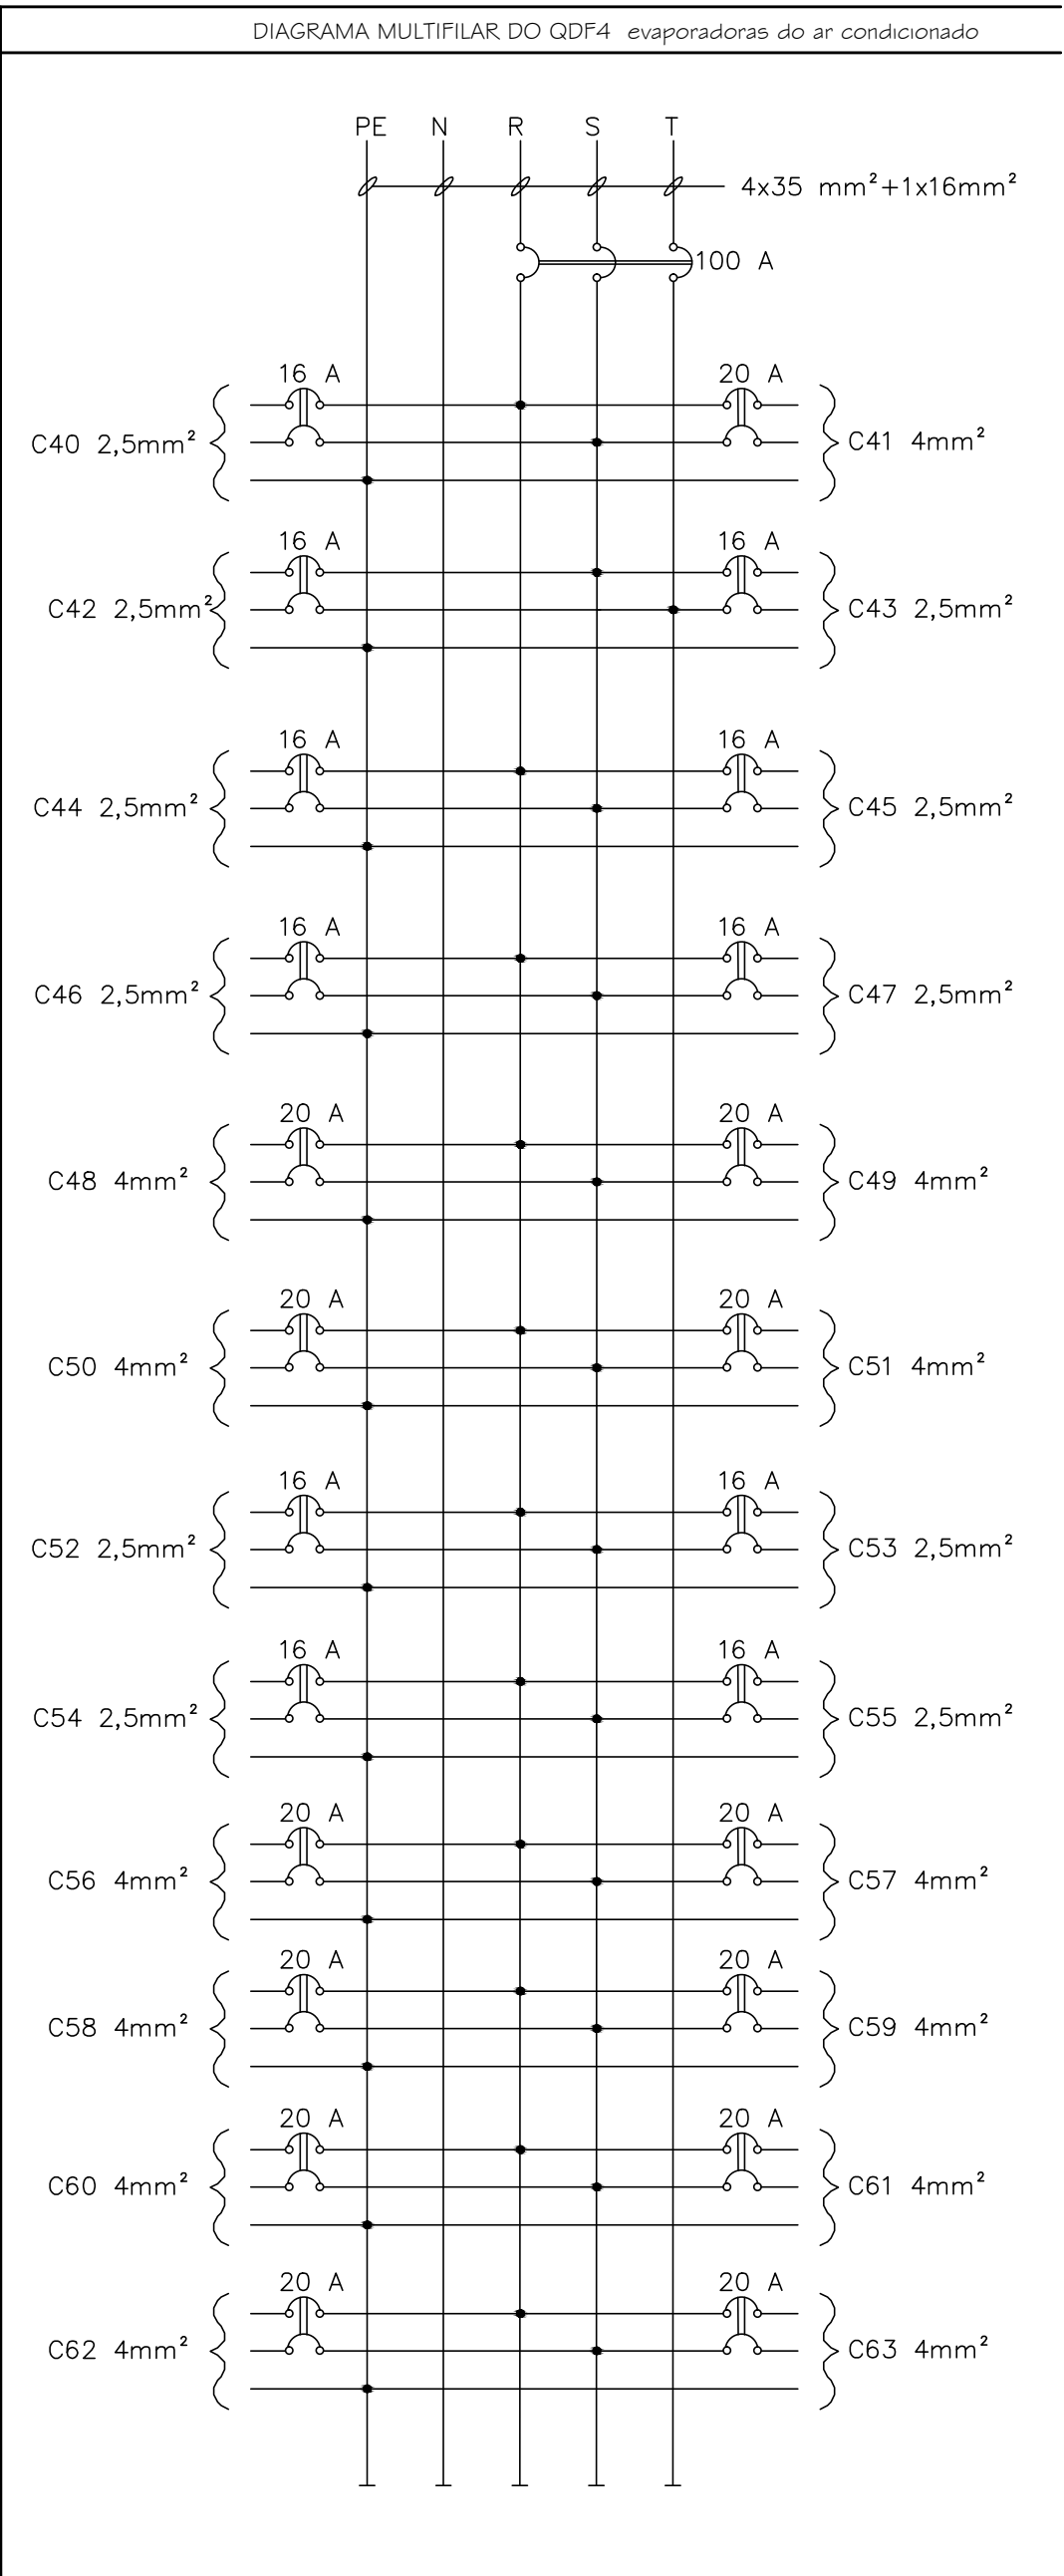 DIAGRAMA MULTIFILAR DO QDF4 evaporadoras do ar condicionado
PE N R S T
4x35 mm²+1x16mm²
100 A
16 A 20 A
C40 2,5mm² C41 4mm²
16 A 16 A
C42 2,5mm² C43 2,5mm²
16 A 16 A
C44 2,5mm² C45 2,5mm²
16 A 16 A
C46 2,5mm² C47 2,5mm²
20 A 20 A
C48 4mm² C49 4mm²
20 A 20 A
C50 4mm² C51 4mm²
16 A 16 A
C52 2,5mm² C53 2,5mm²
16 A 16 A
C54 2,5mm² C55 2,5mm²
20 A 20 A
C56 4mm² C57 4mm²
20 A 20 A
C58 4mm² C59 4mm²
20 A 20 A
C60 4mm² C61 4mm²
20 A 20 A
C62 4mm² C63 4mm²